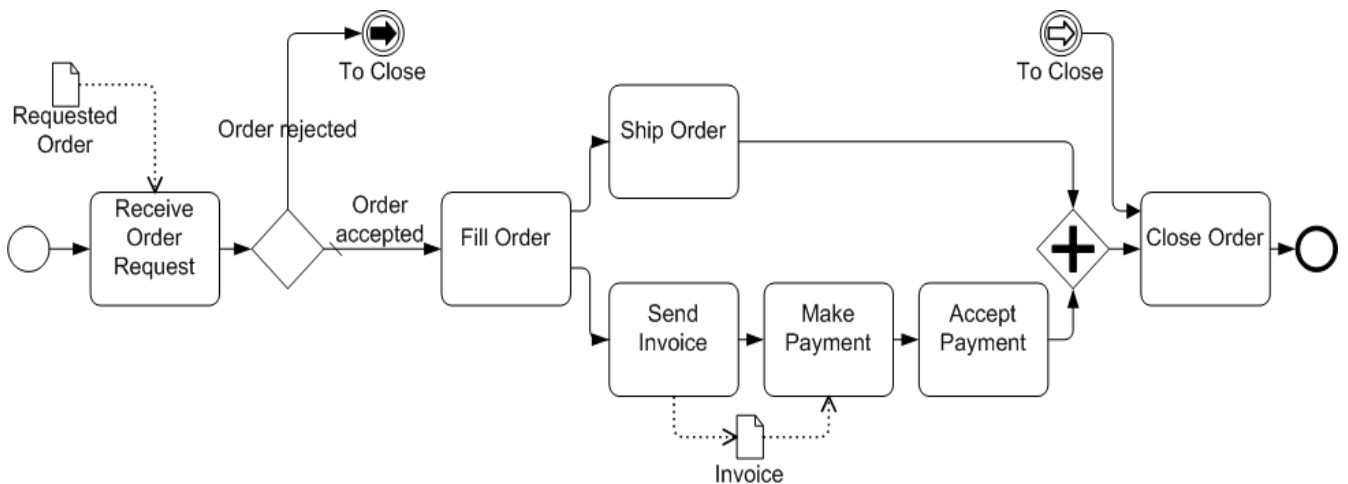 To Close
To Close
Requested
Order
Order rejected
Ship Order
Receive
Order
Request
Order
accepted
Fill Order
Close Order
Send
Invoice
Make
Payment
Accept
Payment
Invoice